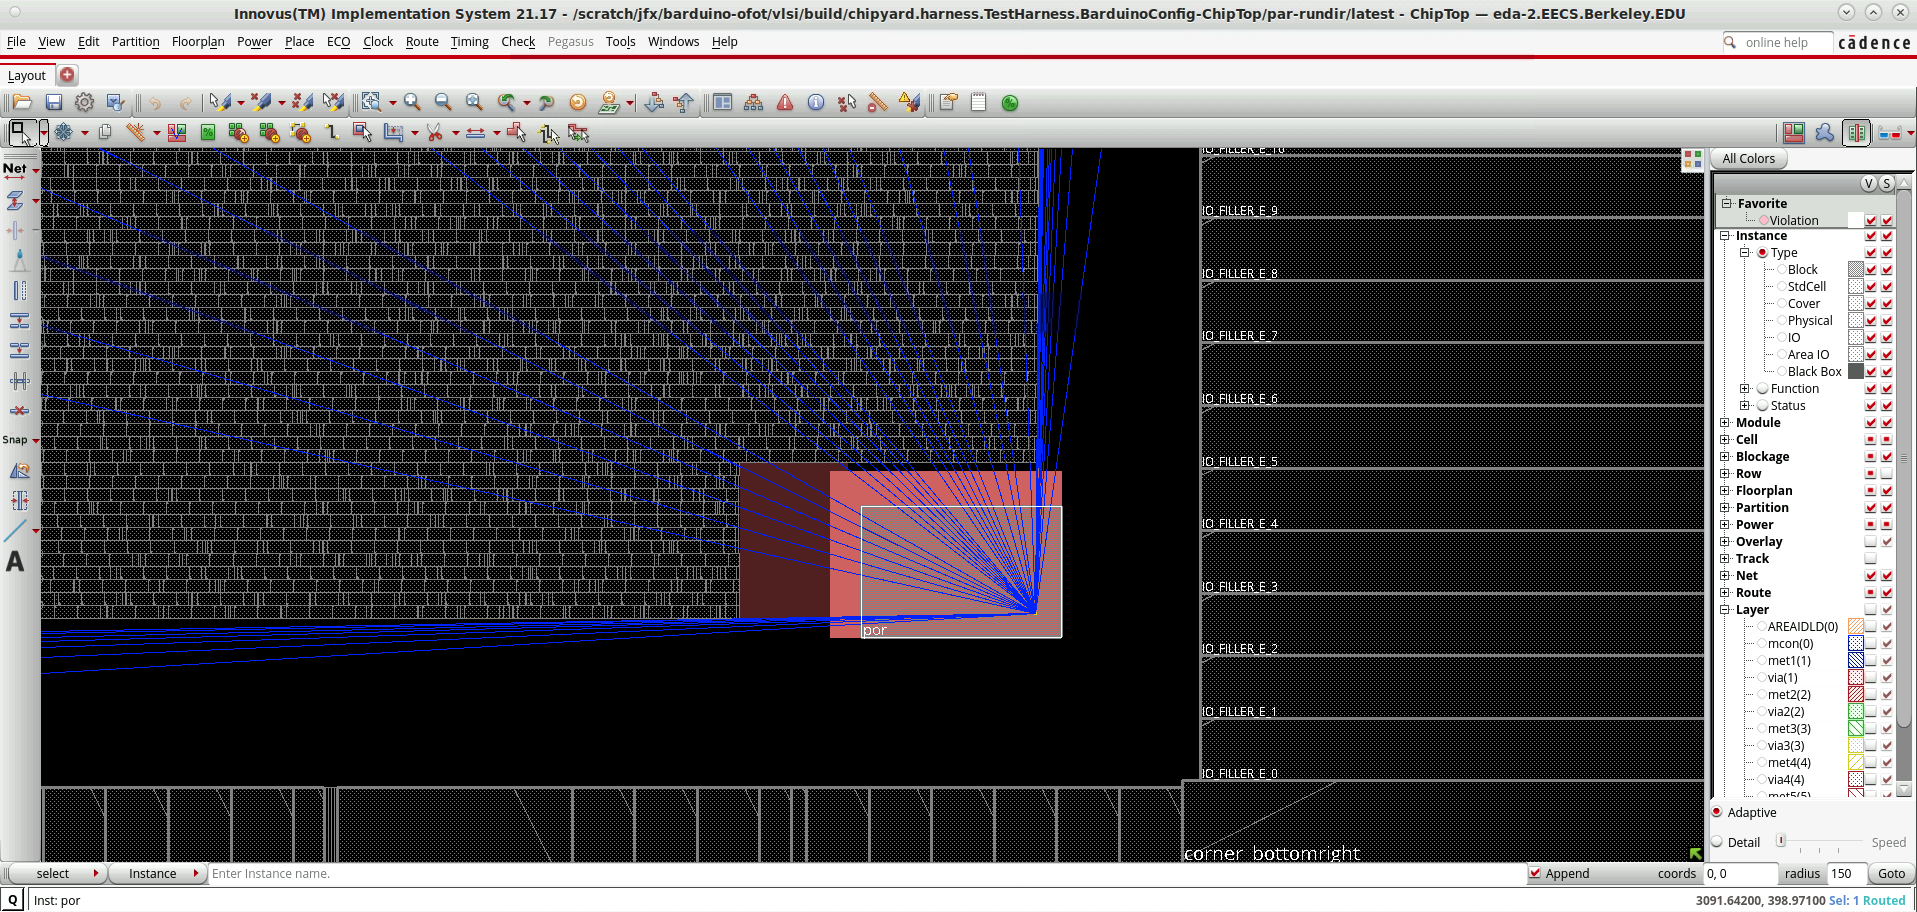 Innovus(TM) Implementation System 21.17 - /scratch/jfx/barduino-ofot/vlsi/build/chipyard.harness.TestHarness.BarduinoConfig-ChipTop/par-rundir/latest - ChipTop — eda-2.EECS.Berkeley.EDU
File View Edit Partition Floorplan Power Place ECO Clock Route Timing Check Pegasus Tools Windows Help
online help
cādence
Layout
All Colors
Net
Snap
A
V S
Favorite
Violation
Instance
Type
Block
StdCell
Cover
Physical
IO
Area IO
Black Box
Function
Status
Module
Cell
Blockage
Row
Floorplan
Partition
Power
Overlay
Track
Net
Route
Layer
AREAIDLD(0)
mcon(0)
met1(1)
via(1)
met2(2)
via2(2)
met3(3)
via3(3)
met4(4)
via4(4)
met5(5)
Adaptive
Detail
Speed
IO_FILLER_E_10
IO_FILLER_E_9
IO_FILLER_E_8
IO_FILLER_E_7
IO_FILLER_E_6
IO_FILLER_E_5
IO_FILLER_E_4
IO_FILLER_E_3
IO_FILLER_E_2
IO_FILLER_E_1
IO_FILLER_E_0
por
corner_bottomright
select Instance Enter Instance name. Append coords 0, 0 radius 150 Goto
Q Inst: por 3091.64200, 398.97100 Sel: 1 Routed